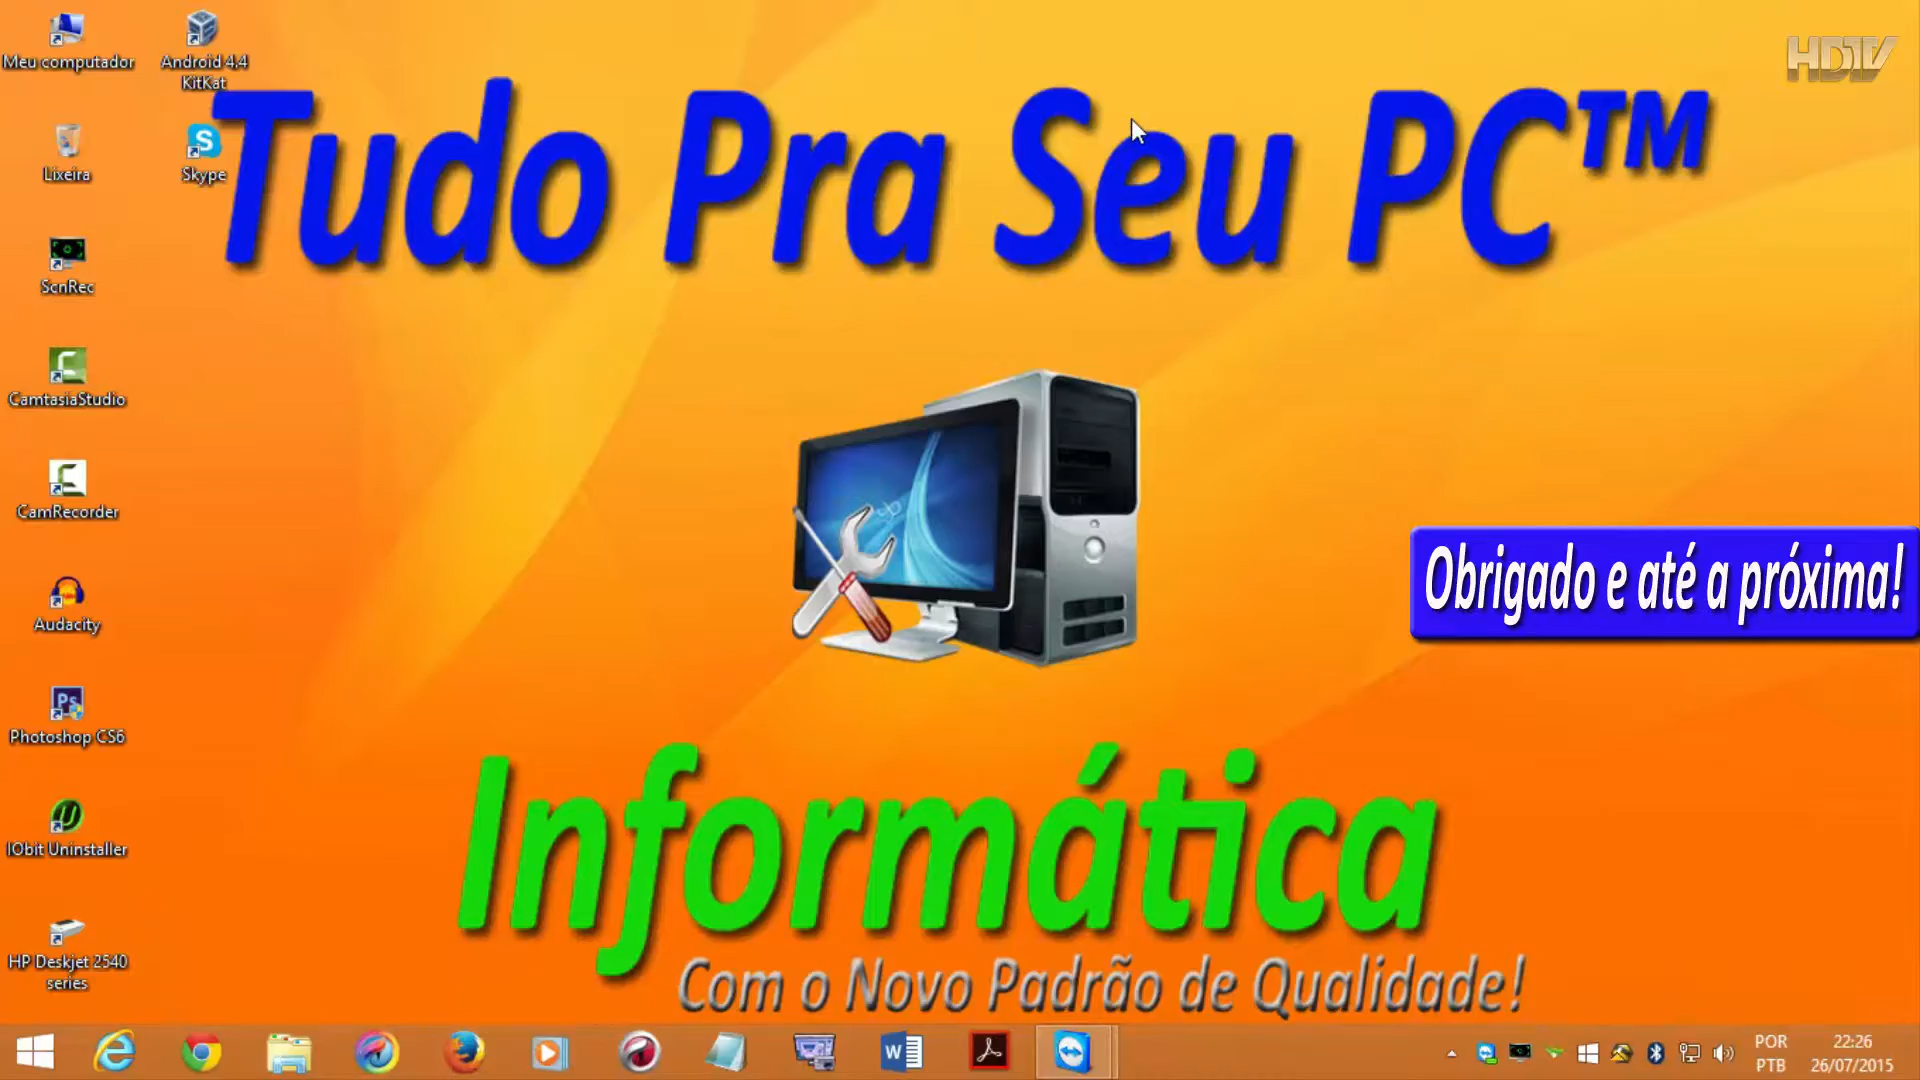 Meu computador
Android 4.4
KitKat
HDTV
Tudo Pra Seu PC™
Lixeira
Skype
ScnRec
CamtasiaStudio
CamRecorder
Obrigado e até a próxima!
Audacity
Photoshop CS6
IObit Uninstaller
Informática
HP Deskjet 2540
series
Com o Novo Padrão de Qualidade!
POR
PTB
22:26
26/07/2015